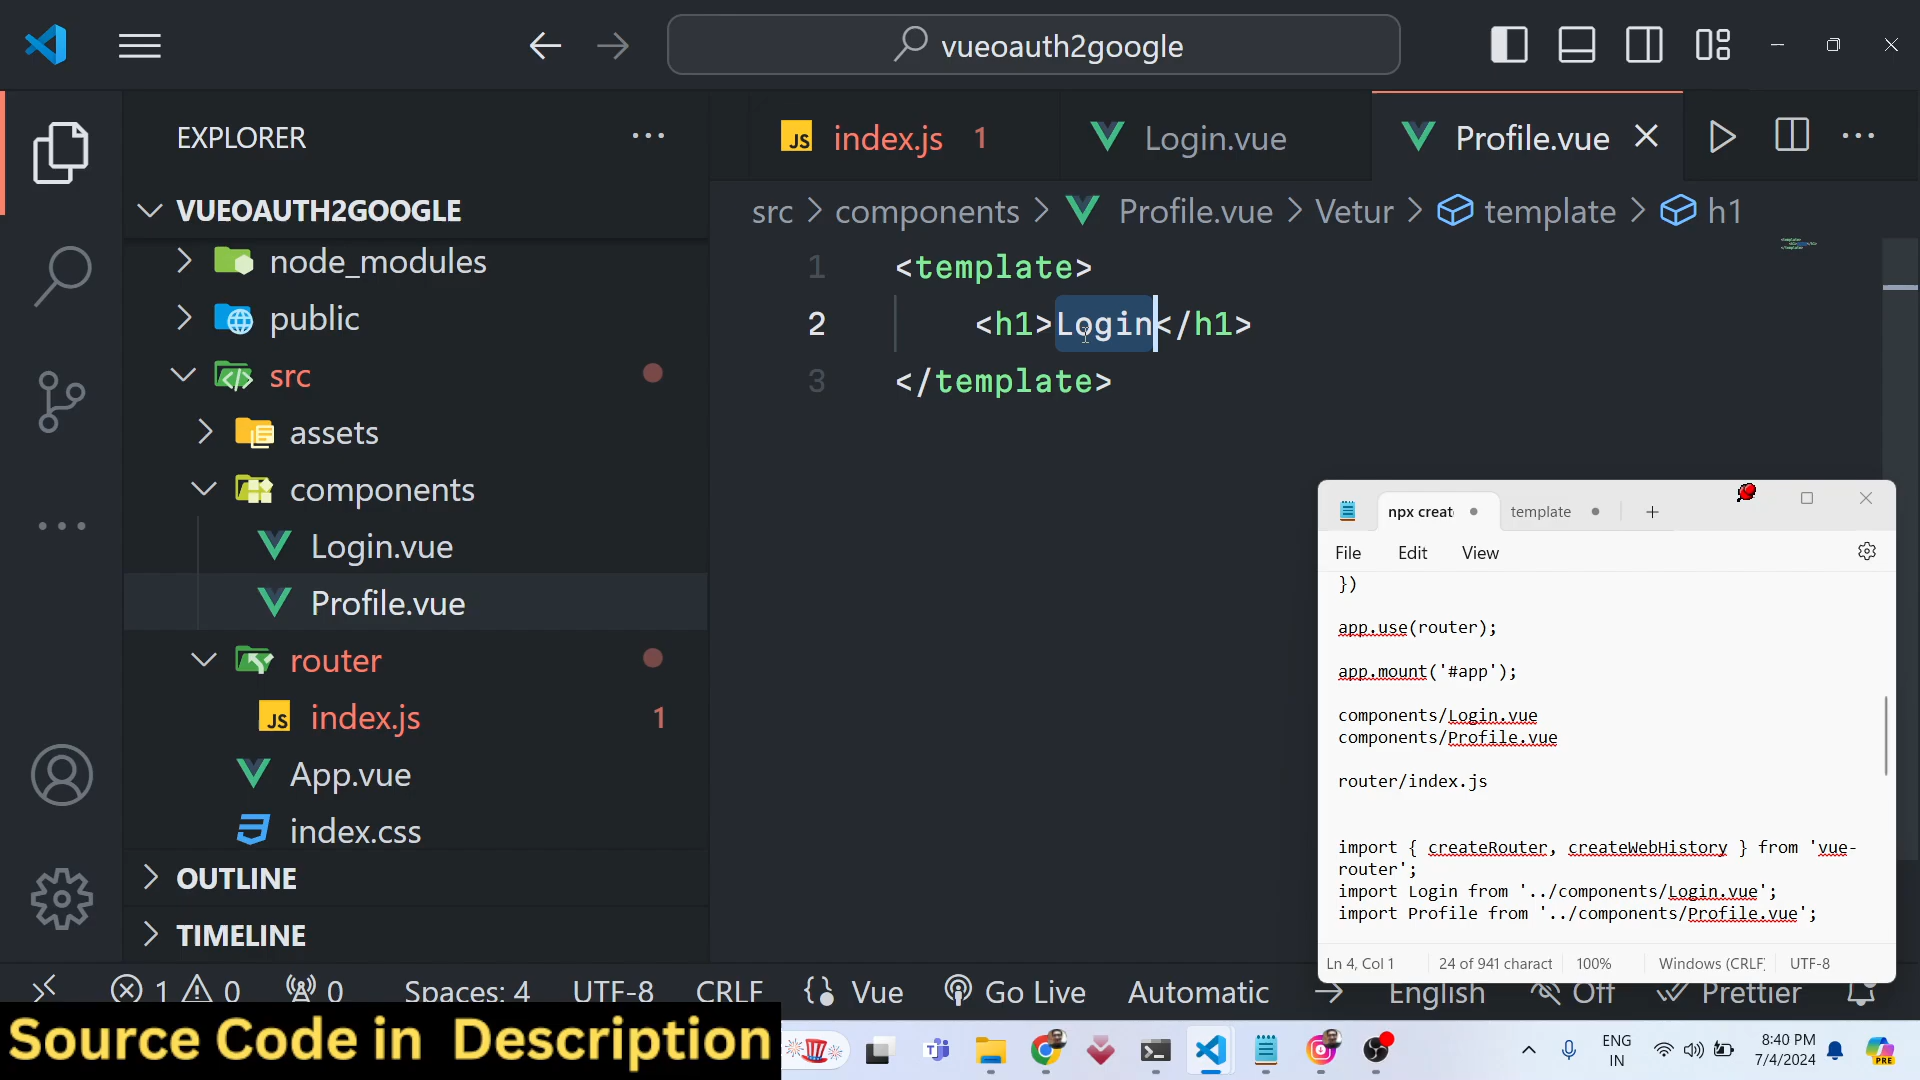 vueoauth2google
EXPLORER
JS index.js 1
Login.vue
Profile.vue
VUEOAUTH2GOOGLE
src > components > Profile.vue > Vetur > template > h1
node_modules
public
src
assets
components
Login.vue
Profile.vue
router
JS index.js 1
App.vue
index.css
OUTLINE
TIMELINE
1 <template>
2 <h1>Login</h1>
3 </template>
npx creat
template
File Edit View
})
app.use(router);
app.mount('#app');
components/Login.vue
components/Profile.vue
router/index.js
import { createRouter, createWebHistory } from 'vue-
router';
import Login from '../components/Login.vue';
import Profile from '../components/Profile.vue';
Ln 4, Col 1 24 of 941 charact 100% Windows (CRLF) UTF-8
1 0 0 Spaces: 4 UTF-8 CRLF Vue Go Live Automatic English Off Prettier
Source Code in Description
ENG
IN
8:40 PM
7/4/2024
PRE